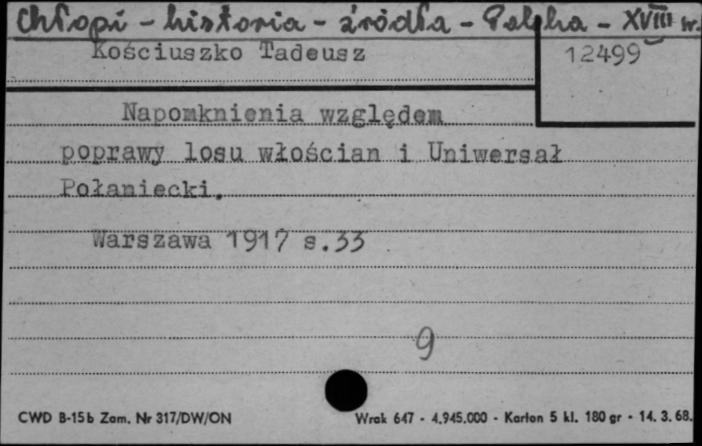 Chłopi - historia - źródła - Polska - XVIII w.
Kościuszko Tadeusz
12499
Napomknienia względem
poprawy losu włościan i Uniwersał
Połaniecki.
Warszawa 1917 s.33
9
CWD B-15b Zam. Nr 317/DW/ON
Wrak 647 - 4.945.000 - Karton 5 kl. 180 gr - 14. 3. 68.